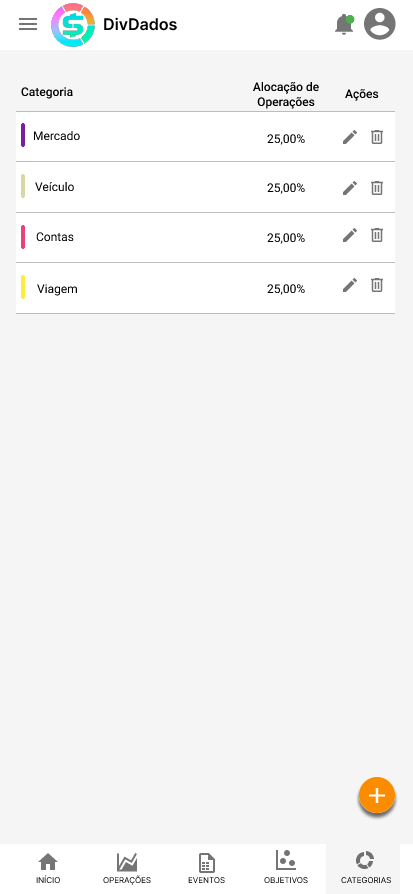 DivDados
Categoria
Alocação de
Operações
Ações
Mercado
25,00%
Veículo
25,00%
Contas
25,00%
Viagem
25,00%
INÍCIO
OPERAÇÕES
EVENTOS
OBJETIVOS
CATEGORIAS